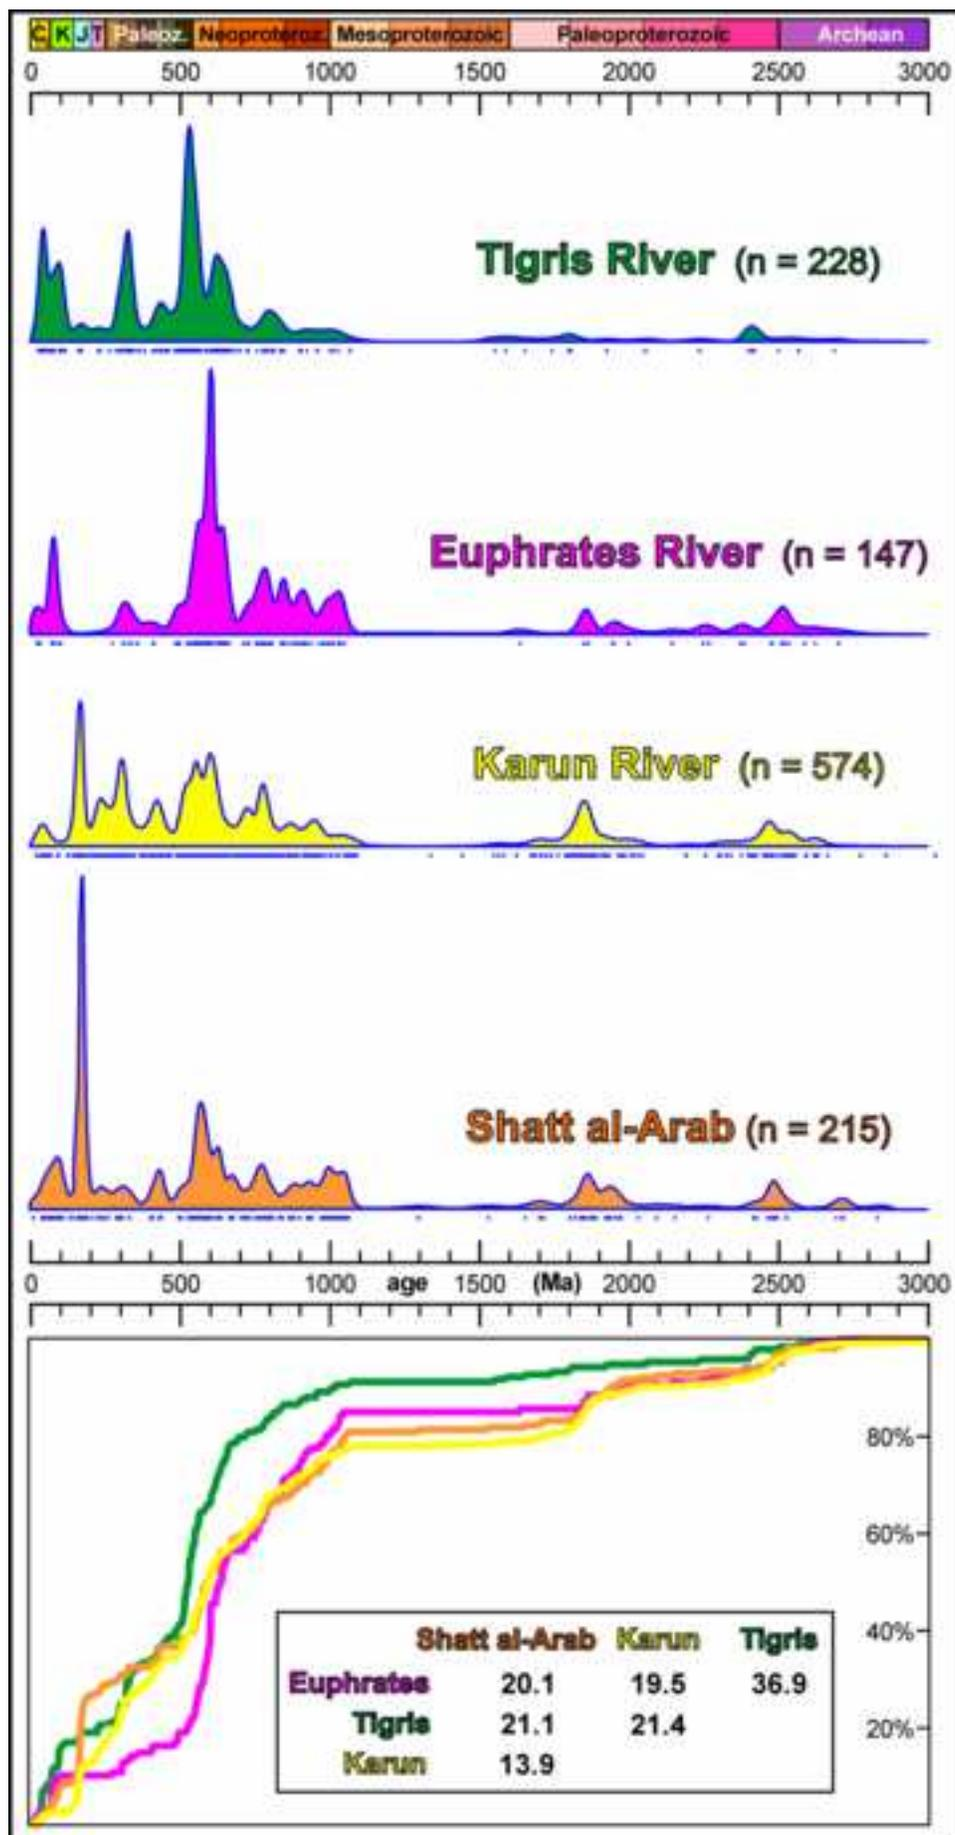 C K J T Paleoz. Neoproteroz. Mesoproterozoic Paleoproterozoic Archean
0 500 1000 1500 2000 2500 3000
Tigris River (n = 228)
Euphrates River (n = 147)
Karun River (n = 574)
Shatt al-Arab (n = 215)
0 500 1000 age 1500 (Ma) 2000 2500 3000
80%
60%
40%
20%
Shatt al-Arab Karun Tigris
Euphrates 20.1 19.5 36.9
Tigris 21.1 21.4
Karun 13.9